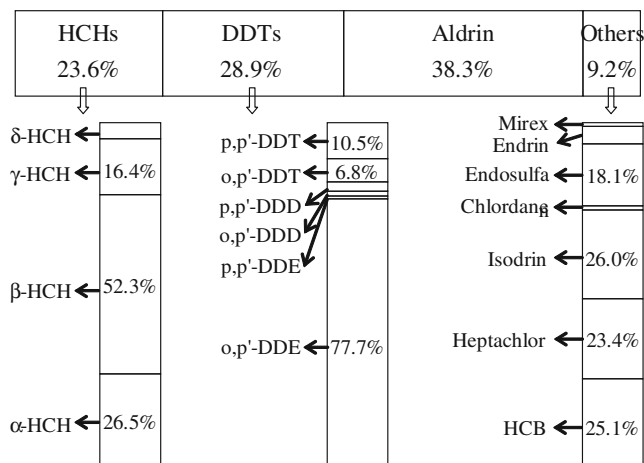 HCHs DDTs Aldrin Others
23.6% 28.9% 38.3% 9.2%
δ-HCH
γ-HCH 16.4%
β-HCH 52.3%
α-HCH 26.5%
p,p'-DDT 10.5%
o,p'-DDT 6.8%
p,p'-DDD
o,p'-DDD
p,p'-DDE
o,p'-DDE 77.7%
Mirex
Endrin
Endosulfa 18.1%
Chlordane
n
Isodrin 26.0%
Heptachlor 23.4%
HCB 25.1%